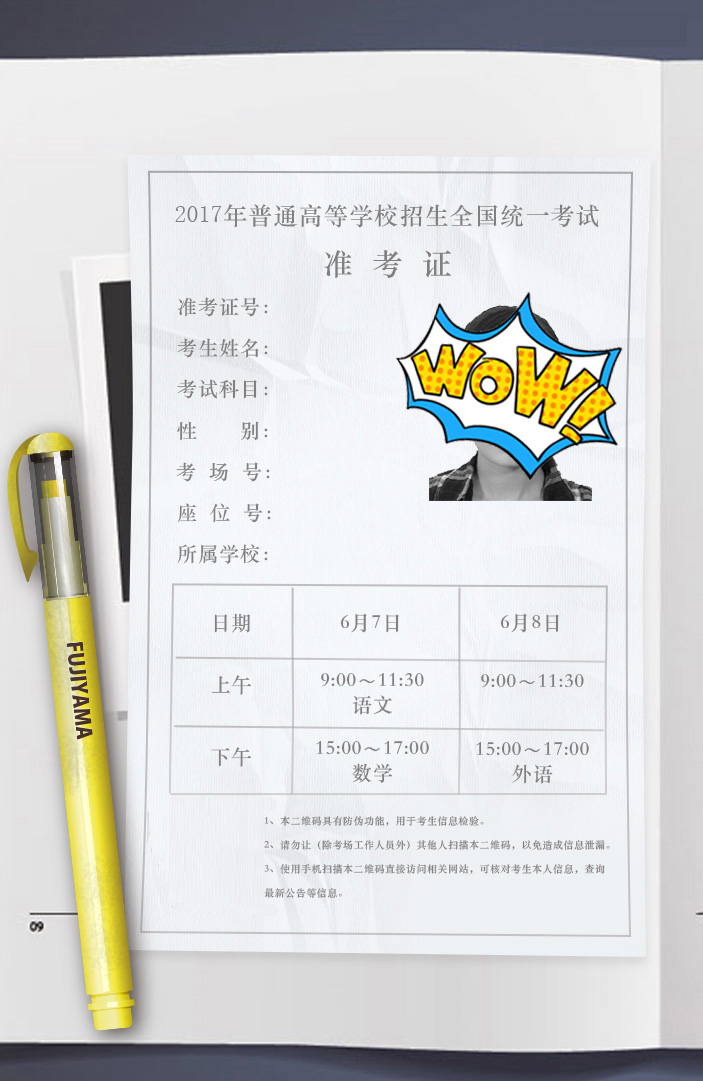 2017年普通高等学校招生全国统一考试
准 考 证
准考证号:
考生姓名:
考试科目:
性 别:
考 场 号:
座 位 号:
所属学校:
WOW!
日期 6月7日 6月8日
上午 9:00～11:30 9:00～11:30
语文
下午 15:00～17:00 15:00～17:00
数学 外语
1、本二维码具有防伪功能，用于考生信息检验。
2、请勿让（除考场工作人员外）其他人扫描本二维码，以免造成信息泄漏。
3、使用手机扫描本二维码直接访问相关网站，可核对考生本人信息，查询
最新公告等信息。
FUJIYAMA
09